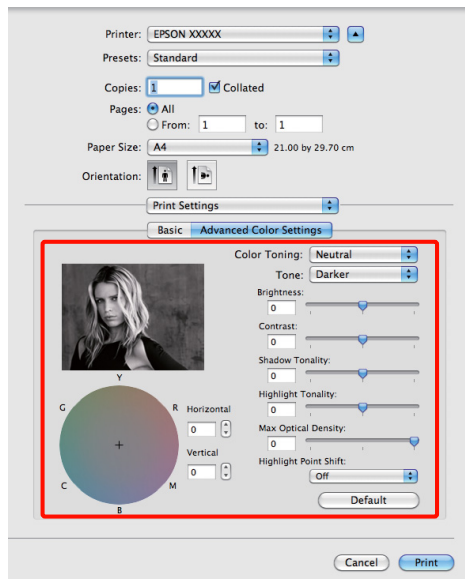 Printer: EPSON XXXXX
Presets: Standard
Copies: 1 Collated
Pages: All
From: 1 to: 1
Paper Size: A4 21.00 by 29.70 cm
Orientation:
Print Settings
Basic Advanced Color Settings
Color Toning: Neutral
Tone: Darker
Brightness:
0
Contrast:
0
Shadow Tonality:
0
Highlight Tonality:
0
Max Optical Density:
0
Highlight Point Shift:
Off
Default
Y
G R
C M
B
Horizontal
0
Vertical
0
Cancel Print